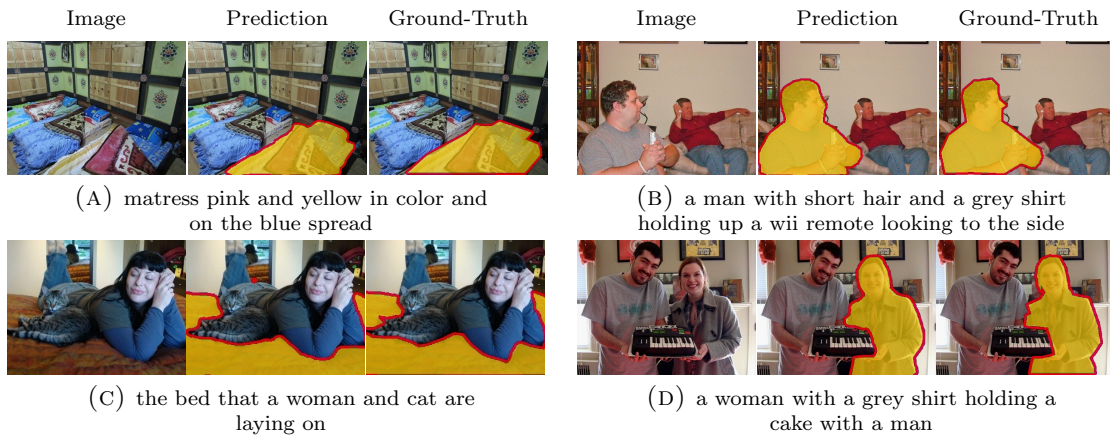 Image Prediction Ground-Truth Image Prediction Ground-Truth
(A) matress pink and yellow in color and
on the blue spread
(B) a man with short hair and a grey shirt
holding up a wii remote looking to the side
(C) the bed that a woman and cat are
laying on
(D) a woman with a grey shirt holding a
cake with a man